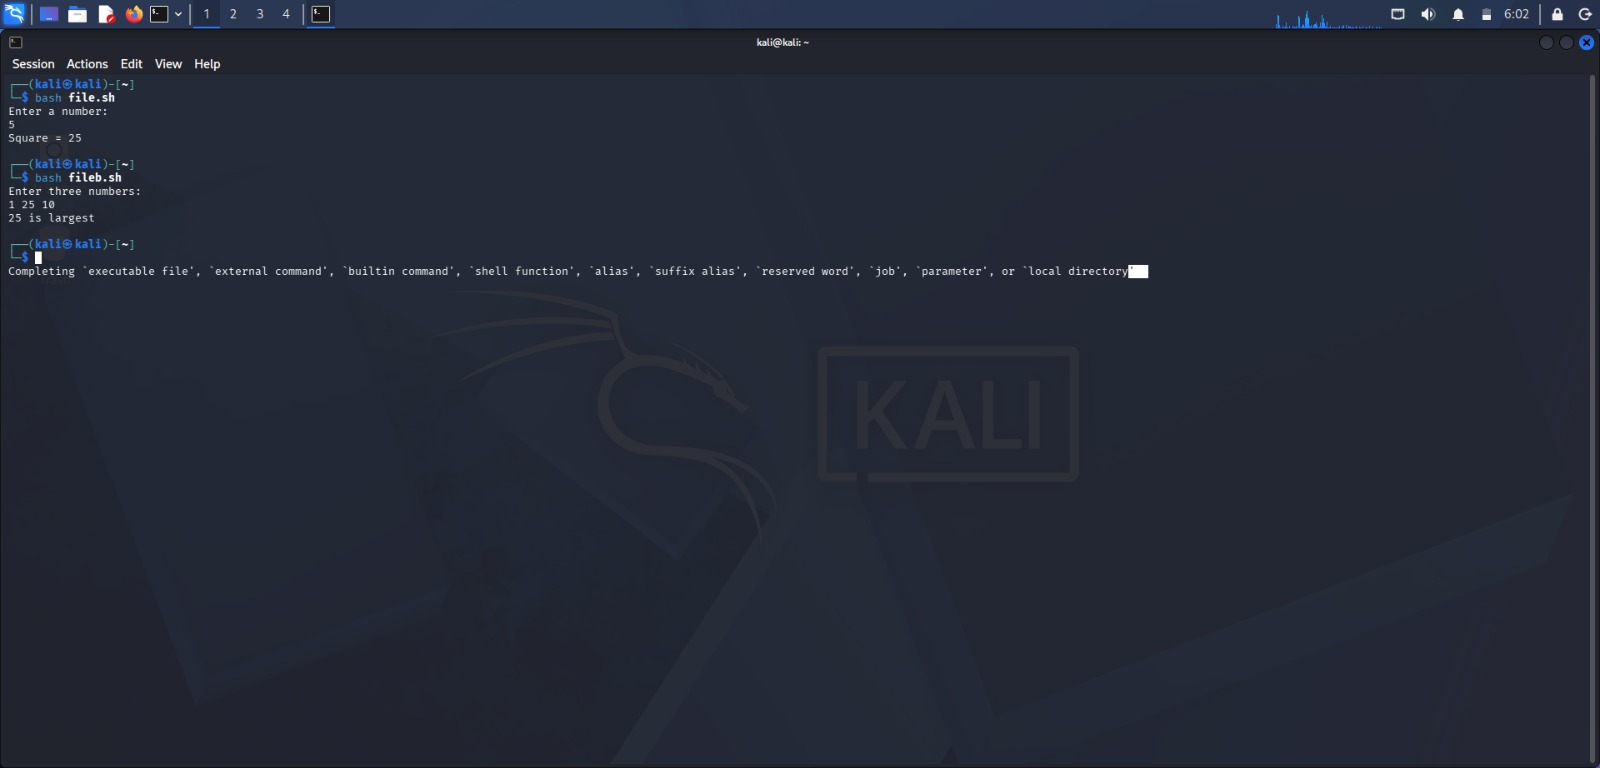 1 2 3 4
6:02
kali@kali: ~
Session Actions Edit View Help
┌──(kali㉿kali)-[~]
└─$ bash file.sh
Enter a number:
5
Square = 25
┌──(kali㉿kali)-[~]
└─$ bash fileb.sh
Enter three numbers:
1 25 10
25 is largest
┌──(kali㉿kali)-[~]
└─$
Completing `executable file', `external command', `builtin command', `shell function', `alias', `suffix alias', `reserved word', `job', `parameter', or `local directory'
KALI